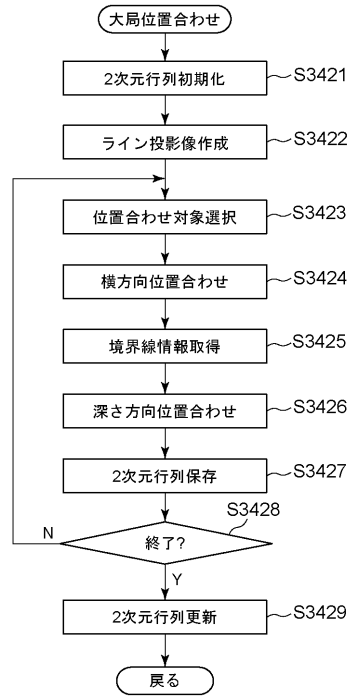 大局位置合わせ
2次元行列初期化
S3421
ライン投影像作成
S3422
位置合わせ対象選択
S3423
横方向位置合わせ
S3424
境界線情報取得
S3425
深さ方向位置合わせ
S3426
2次元行列保存
S3427
S3428
終了?
N
Y
2次元行列更新
S3429
戻る